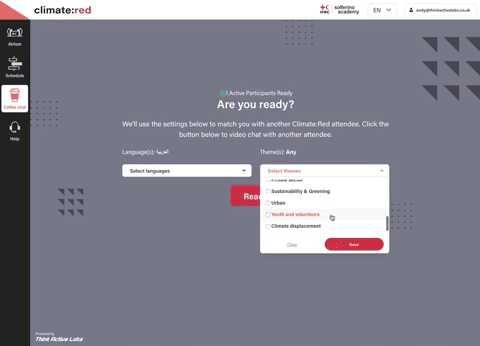 climate:red
IFRC
solferino
academy
EN
andy@thinkactivelabs.co.uk
Atrium
Schedule
Coffee chat
Help
1 Active Participants Ready
Are you ready?
We'll use the settings below to match you with another Climate:Red attendee. Click the
button below to video chat with another attendee.
Language(s): العربية
Theme(s): Any
Select languages
Select themes
Private sector
Sustainability & Greening
Urban
Youth and volunteers
Climate displacement
Clear
Save
Powered by
Think Active Labs